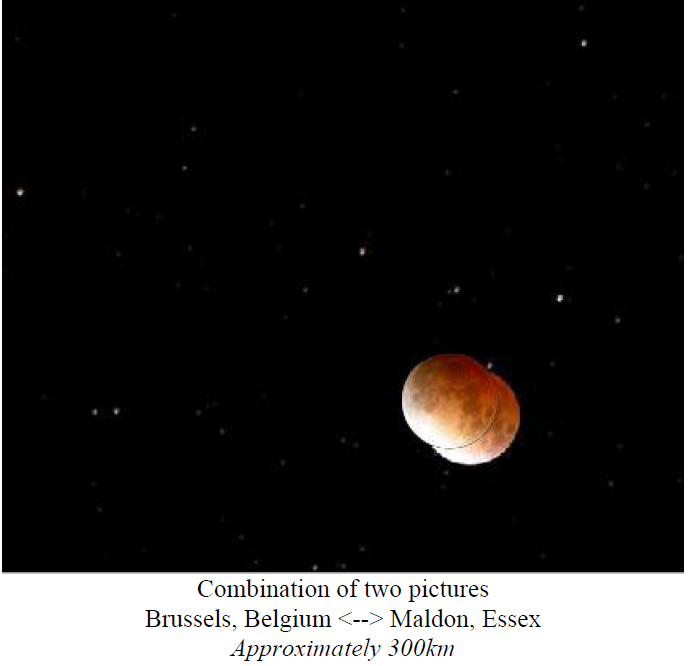 Combination of two pictures
Brussels, Belgium <--> Maldon, Essex
Approximately 300km